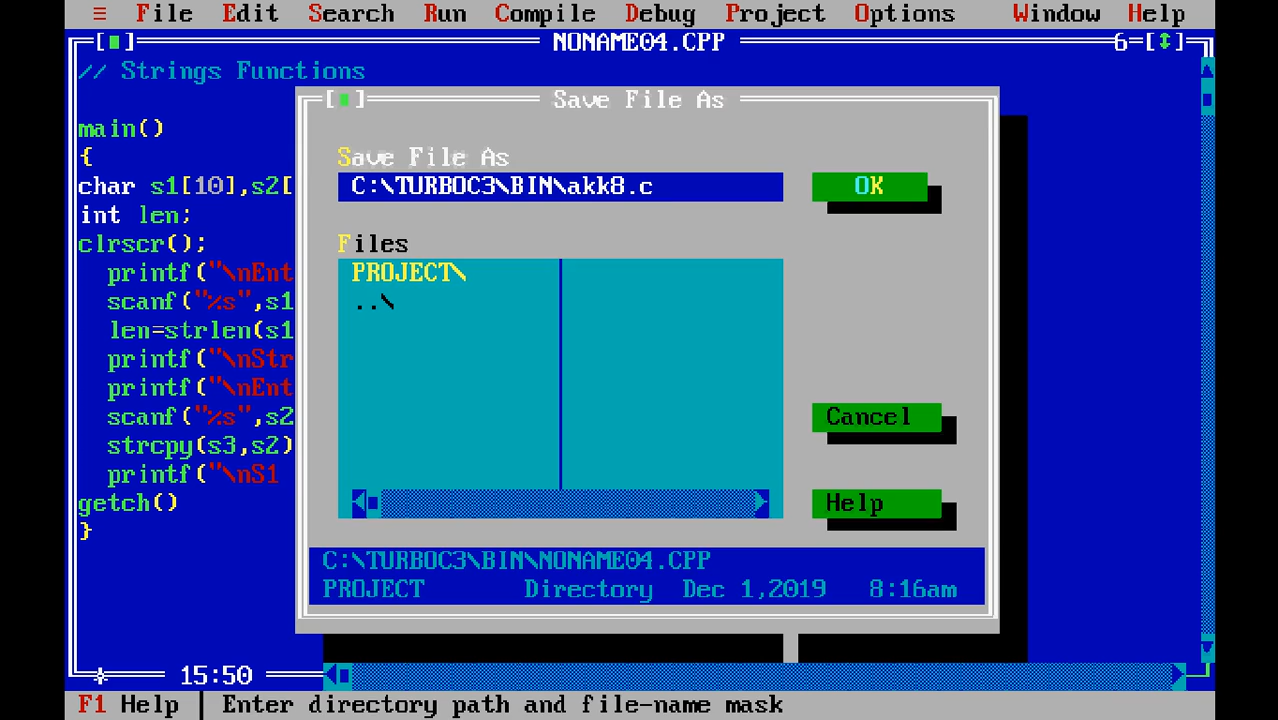 ≡ File Edit Search Run Compile Debug Project Options Window Help
NONAME04.CPP 6
// Strings Functions
Save File As
main()
{
Save File As
char s1[10],s2[
C:\TURBOC3\BIN\akk8.c OK
int len;
clrscr();
Files
printf("\nEnt
PROJECT\
scanf("%s",s1
..\
len=strlen(s1
printf("\nStr
printf("\nEnt
scanf("%s",s2
Cancel
strcpy(s3,s2)
printf("\nS1
getch()
Help
}
C:\TURBOC3\BIN\NONAME04.CPP
PROJECT Directory Dec 1,2019 8:16am
15:50
F1 Help Enter directory path and file-name mask